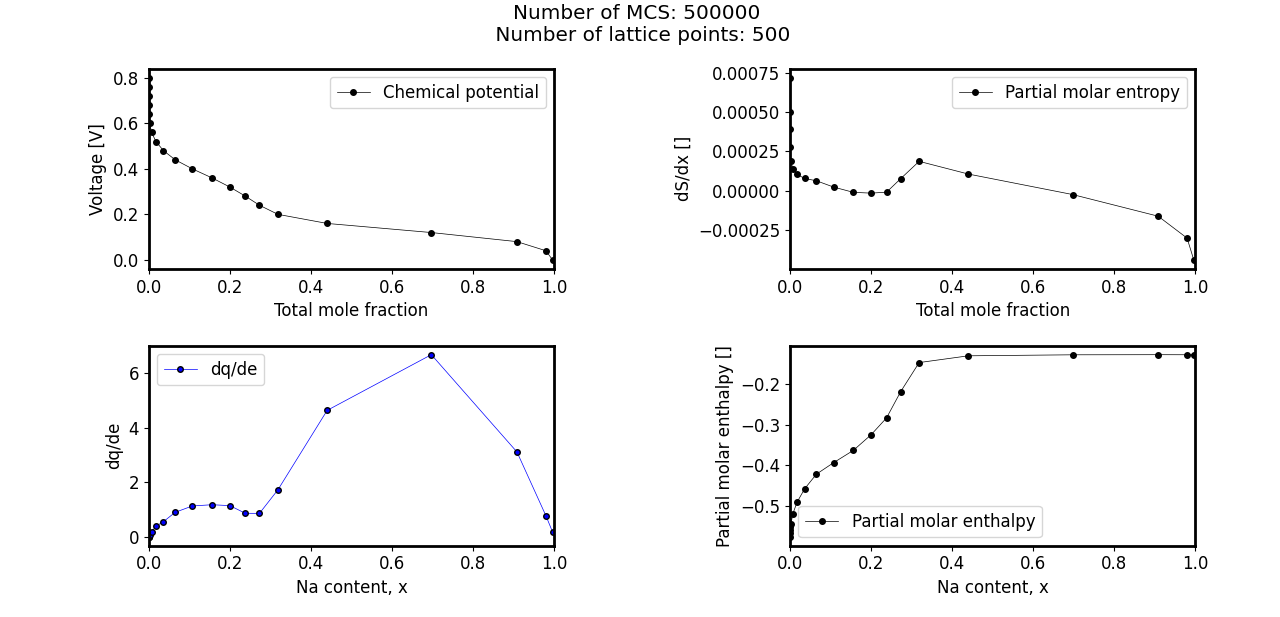 Number of MCS: 500000
Number of lattice points: 500
0.8
0.6
0.4
0.2
0.0
Voltage [V]
Chemical potential
0.0 0.2 0.4 0.6 0.8 1.0
Total mole fraction
0.00075
0.00050
0.00025
0.00000
−0.00025
dS/dx []
Partial molar entropy
0.0 0.2 0.4 0.6 0.8 1.0
Total mole fraction
6
4
2
0
dq/de
dq/de
0.0 0.2 0.4 0.6 0.8 1.0
Na content, x
−0.2
−0.3
−0.4
−0.5
Partial molar enthalpy []
Partial molar enthalpy
0.0 0.2 0.4 0.6 0.8 1.0
Na content, x